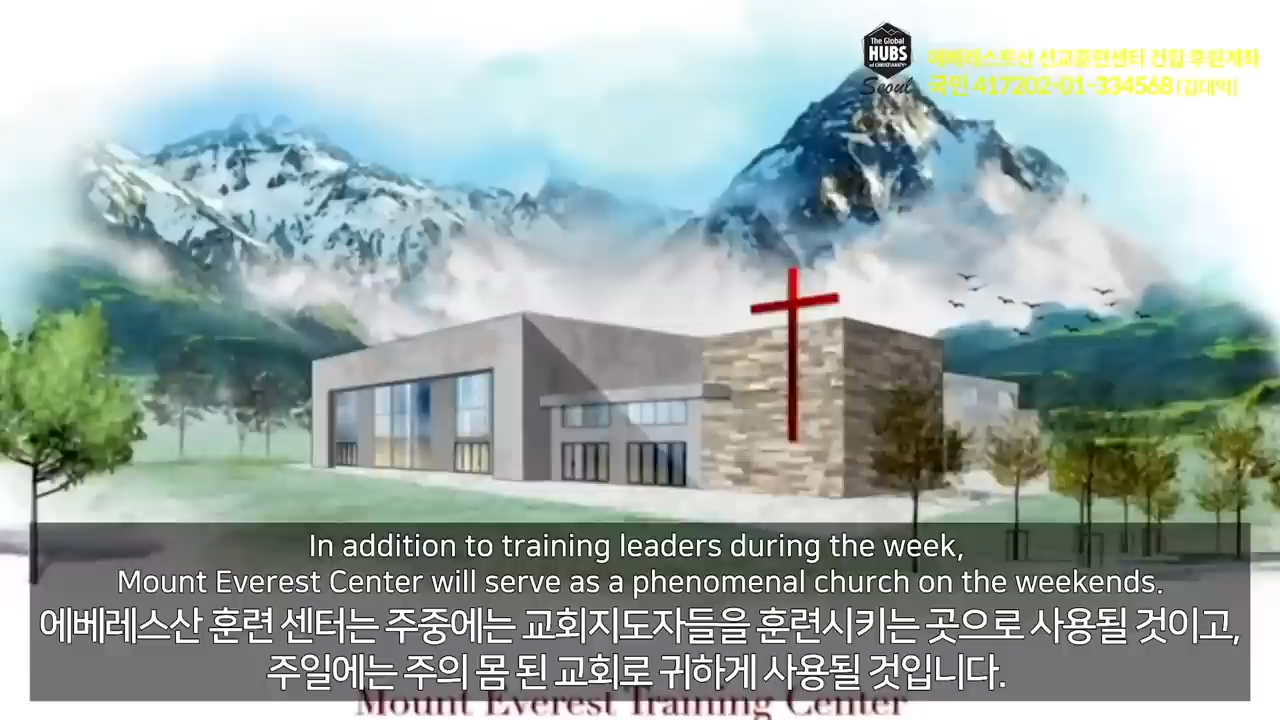 The Global
HUBS
of CHRISTIANITY
Seoul
에베레스트산 선교훈련센터 건립 후원계좌
국민 417202-01-334568 (김대혁)
In addition to training leaders during the week,
Mount Everest Center will serve as a phenomenal church on the weekends.
에베레스산 훈련 센터는 주중에는 교회지도자들을 훈련시키는 곳으로 사용될 것이고,
주일에는 주의 몸 된 교회로 귀하게 사용될 것입니다.
Mount Everest Training Center